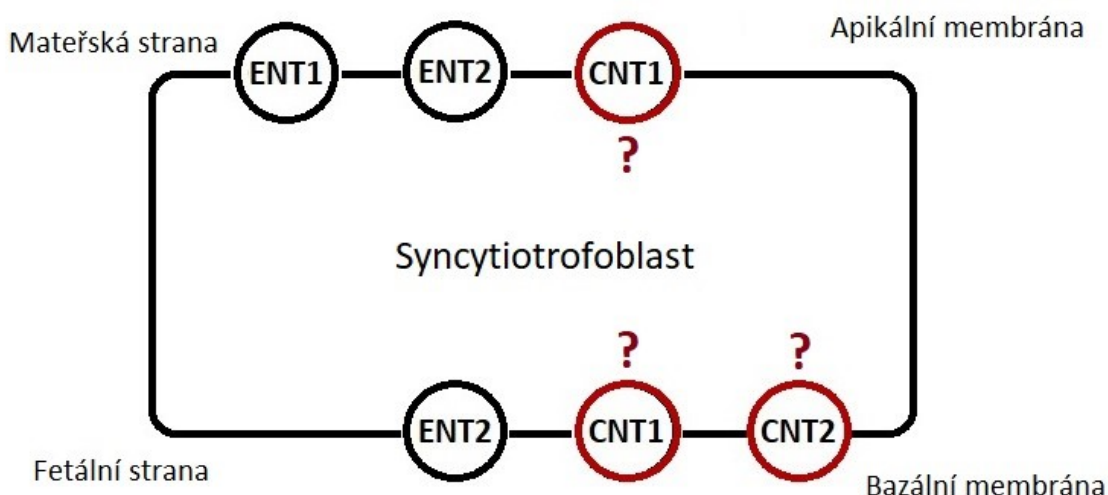 Mateřská strana
Apikální membrána
ENT1
ENT2
CNT1
?
Syncytiotrofoblast
?
?
ENT2
CNT1
CNT2
Fetální strana
Bazální membrána